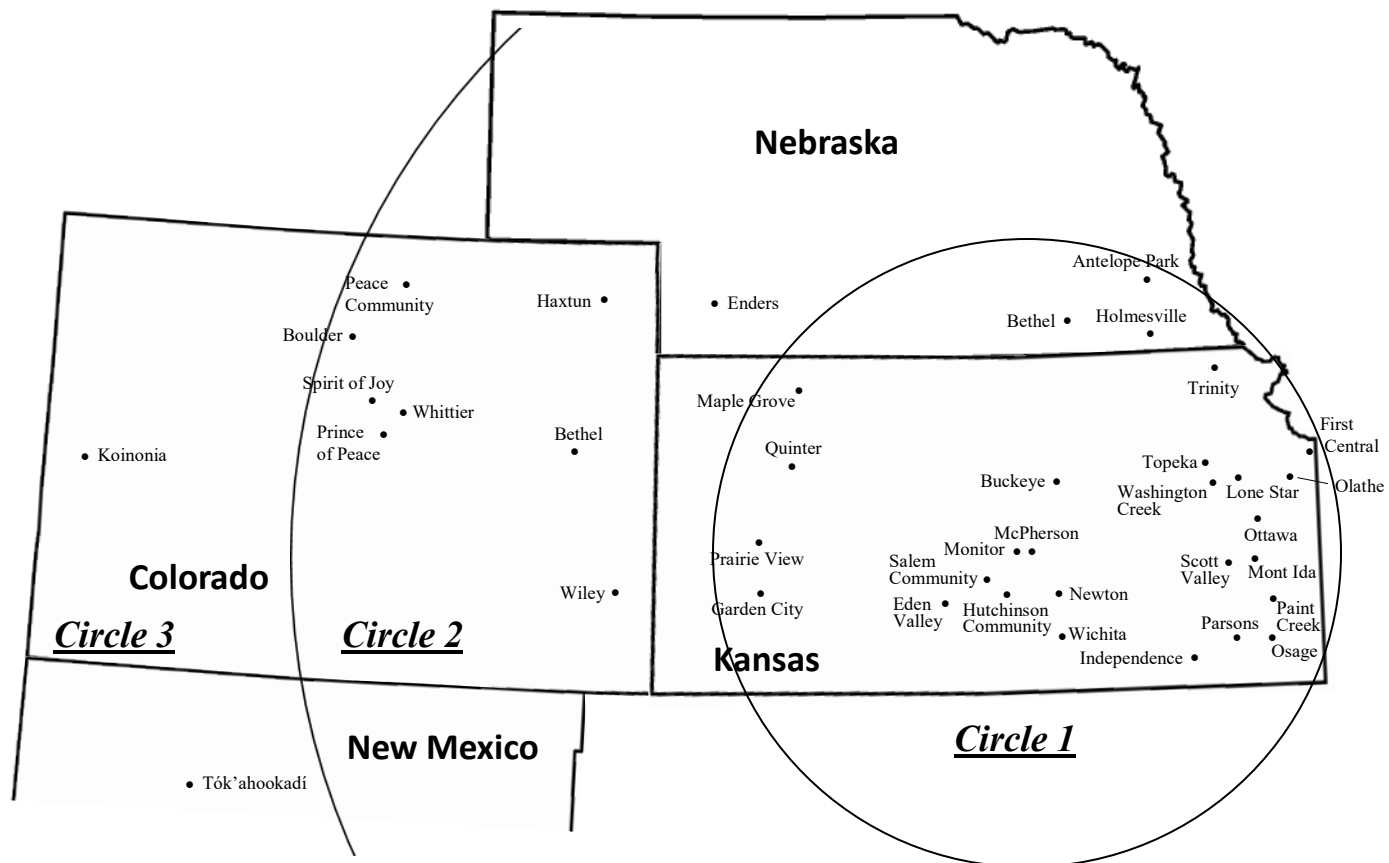 Nebraska
Antelope Park
Peace
Community
Haxtun
Enders
Bethel
Holmesville
Boulder
Spirit of Joy
Whittier
Prince
of Peace
Bethel
Koinonia
Maple Grove
Trinity
Quinter
First
Central
Topeka
Buckeye
Washington
Creek
Lone Star
Olathe
McPherson
Monitor
Ottawa
Prairie View
Salem
Community
Scott
Valley
Mont Ida
Colorado
Wiley
Garden City
Eden
Valley
Hutchinson
Community
Newton
Paint
Creek
Circle 3
Circle 2
Parsons
Wichita
Osage
Kansas
Independence
New Mexico
Circle 1
Tók’ahookadí